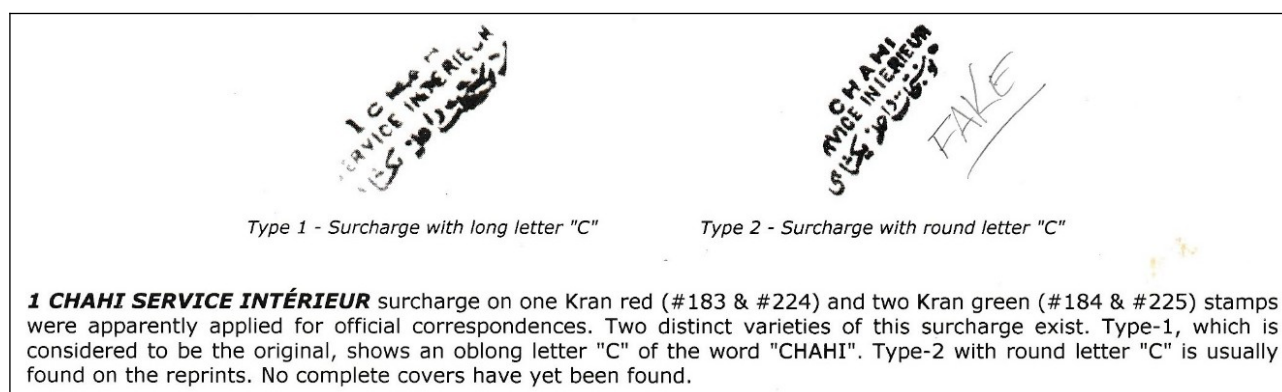 1 C
SERVICE INTERIEUR
CHAHI
RVICE INTERIEUR
FAKE
Type 1 - Surcharge with long letter "C"
Type 2 - Surcharge with round letter "C"
1 CHAHI SERVICE INTÉRIEUR surcharge on one Kran red (#183 & #224) and two Kran green (#184 & #225) stamps
were apparently applied for official correspondences. Two distinct varieties of this surcharge exist. Type-1, which is
considered to be the original, shows an oblong letter "C" of the word "CHAHI". Type-2 with round letter "C" is usually
found on the reprints. No complete covers have yet been found.